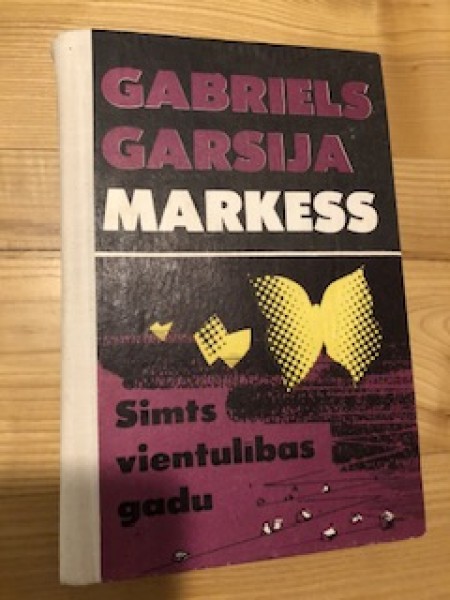 GABRIELS
GARSIJA
MARKESS
Simts
vientulības
gadu